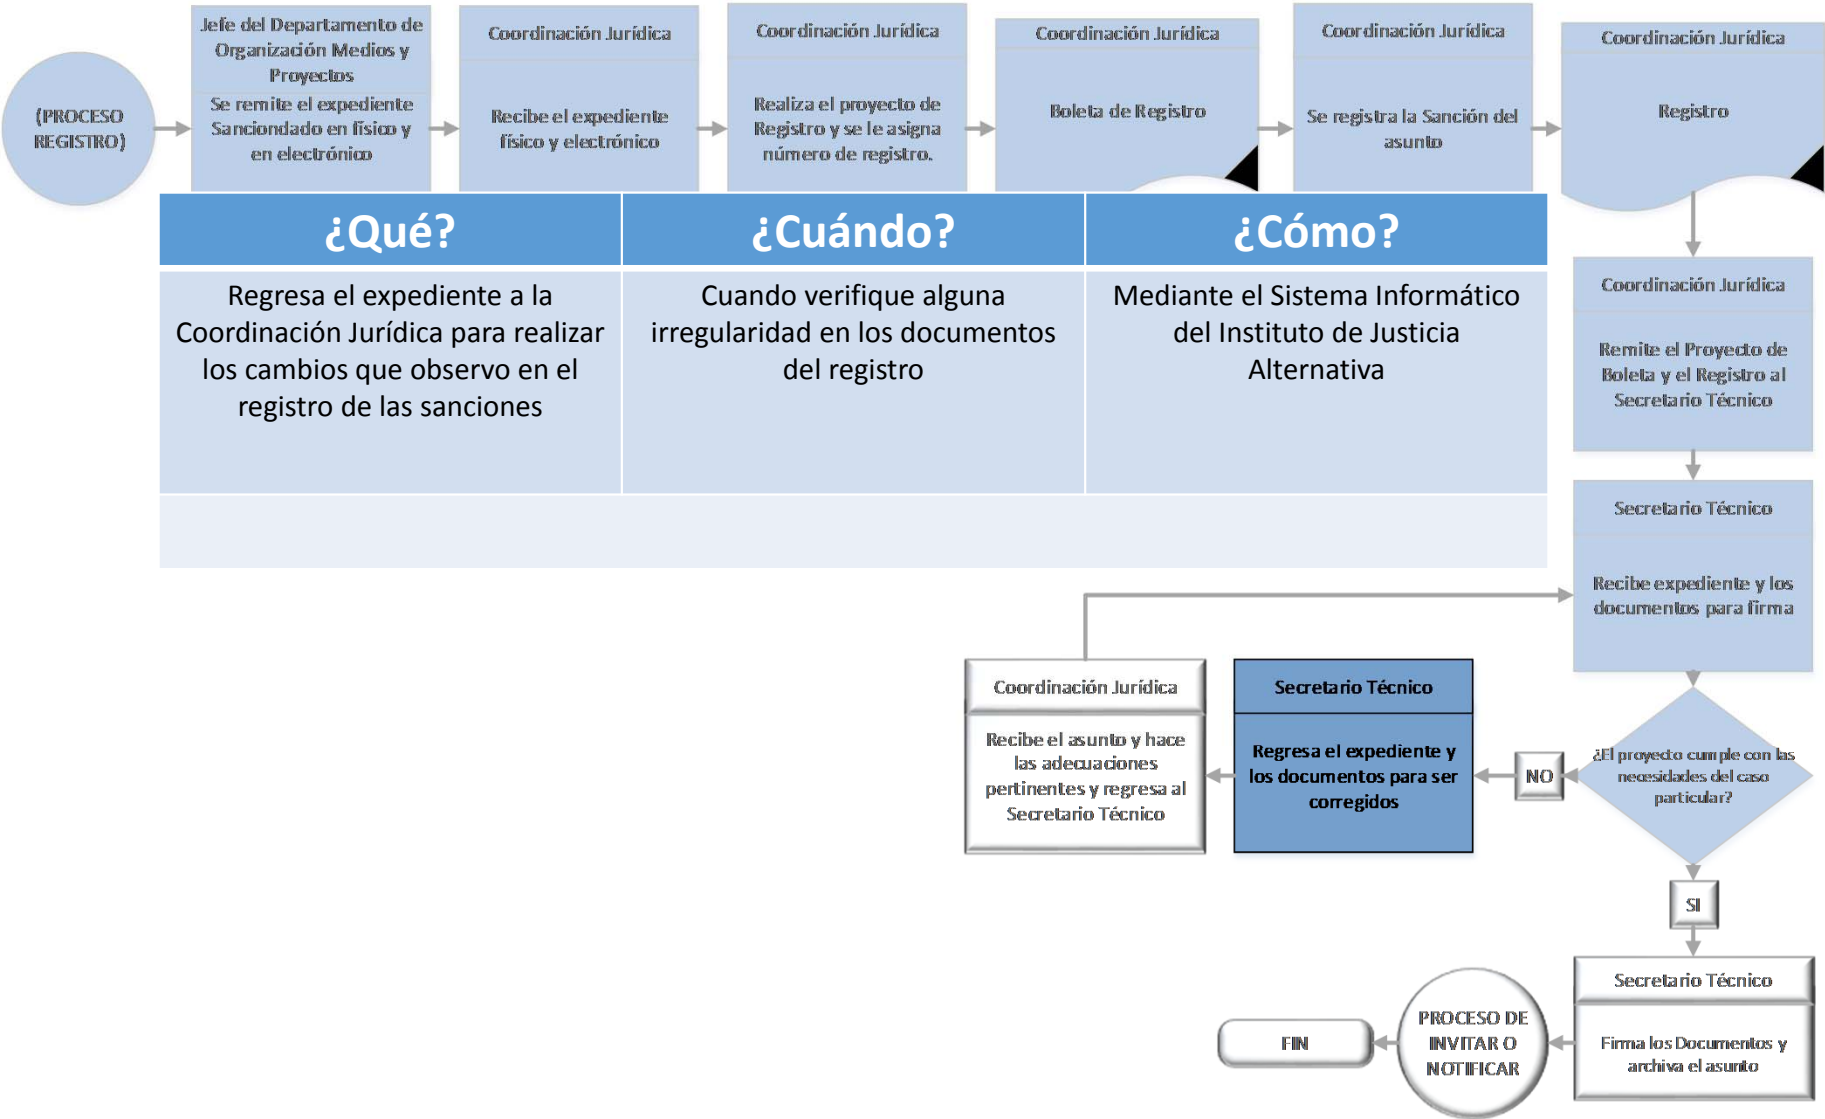 (PROCESO
REGISTRO)
Jefe del Departamento de
Organización Medios y
Proyectos
Se remite el expediente
Sanciondado en físico y
en electrónico
Coordinación Jurídica
Recibe el expediente
físico y electrónico
Coordinación Jurídica
Realiza el proyecto de
Registro y se le asigna
número de registro.
Coordinación Jurídica
Boleta de Registro
Coordinación Jurídica
Se registra la Sanción del
asunto
Coordinación Jurídica
Registro
¿Qué?
¿Cuándo?
¿Cómo?
Regresa el expediente a la
Coordinación Jurídica para realizar
los cambios que observo en el
registro de las sanciones
Cuando verifique alguna
irregularidad en los documentos
del registro
Mediante el Sistema Informático
del Instituto de Justicia
Alternativa
Coordinación Jurídica
Remite el Proyecto de
Boleta y el Registro al
Secretario Técnico
Secretario Técnico
Recibe expediente y los
documentos para firma
¿El proyecto cumple con las
necesidades del caso
particular?
NO
Secretario Técnico
Regresa el expediente y
los documentos para ser
corregidos
Coordinación Jurídica
Recibe el asunto y hace
las adecuaciones
pertinentes y regresa al
Secretario Técnico
SI
Secretario Técnico
Firma los Documentos y
archiva el asunto
PROCESO DE
INVITAR O
NOTIFICAR
FIN